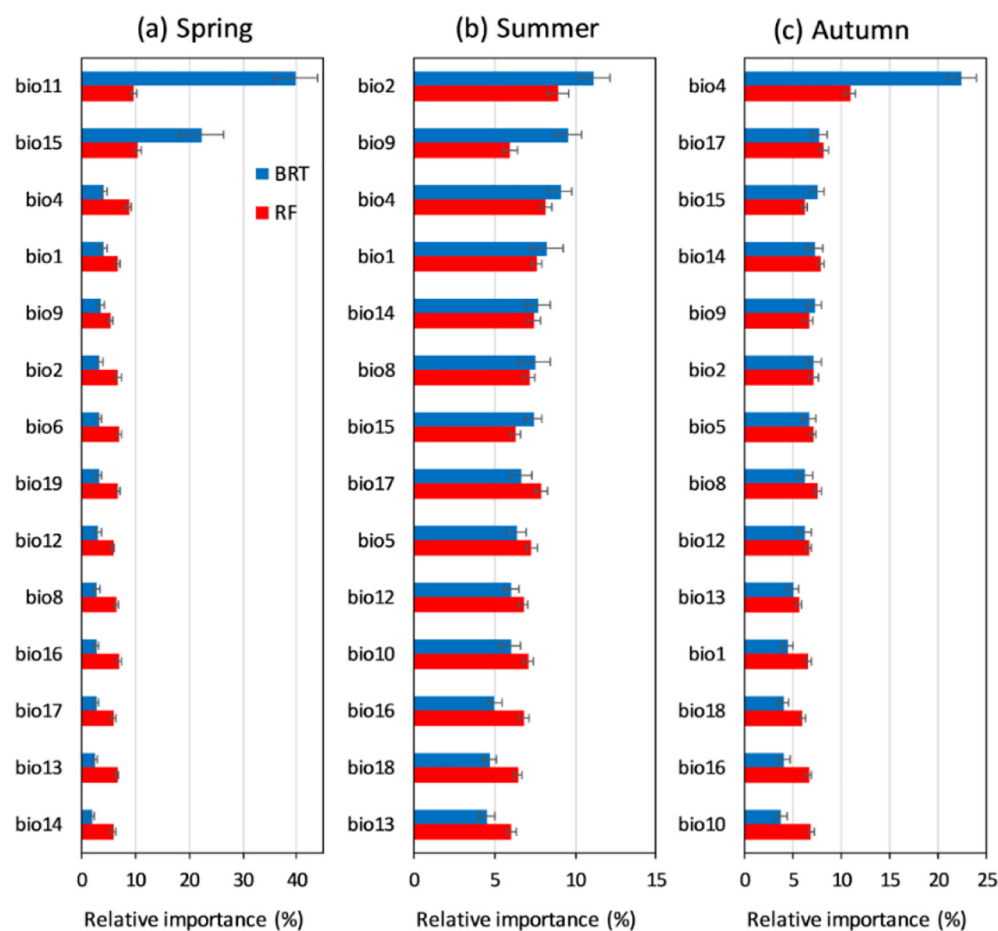 (a) Spring
bio11
bio15
bio4
bio1
bio9
bio2
bio6
bio19
bio12
bio8
bio16
bio17
bio13
bio14
BRT
RF
0 20 40
Relative importance (%)
(b) Summer
bio2
bio9
bio4
bio1
bio14
bio8
bio15
bio17
bio5
bio12
bio10
bio16
bio18
bio13
0 5 10 15
Relative importance (%)
(c) Autumn
bio4
bio17
bio15
bio14
bio9
bio2
bio5
bio8
bio12
bio13
bio1
bio18
bio16
bio10
0 5 10 15 20 25
Relative importance (%)